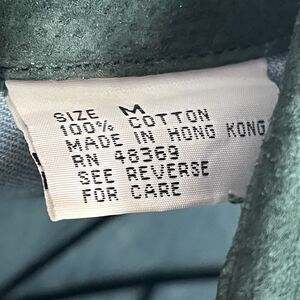 SIZE M
100% COTTON
MADE IN HONG KONG
RN 48369
SEE REVERSE
FOR CARE